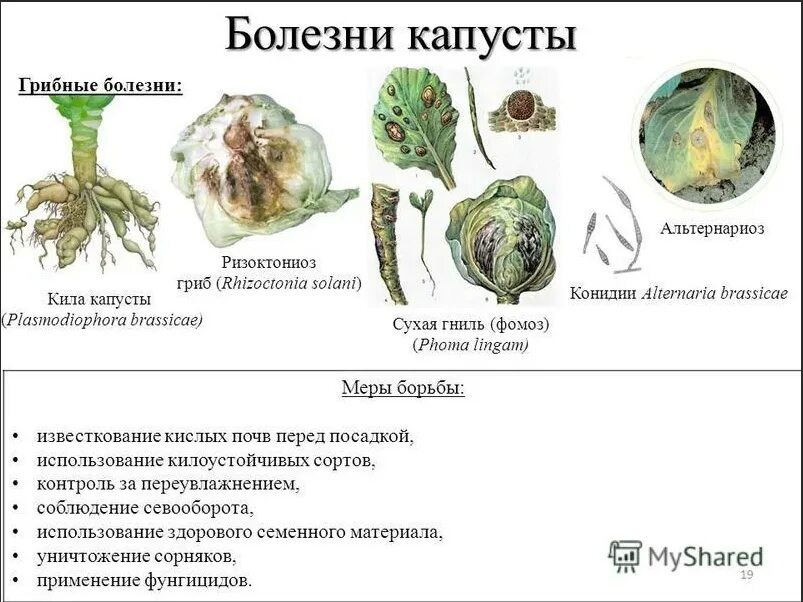 Болезни капусты
Грибные болезни:
Кила капусты
(Plasmodiophora brassicae)
Ризоктониоз
гриб (Rhizoctonia solani)
Сухая гниль (фомоз)
(Phoma lingam)
Альтернариоз
Конидии Alternaria brassicae
Меры борьбы:
• известкование кислых почв перед посадкой,
• использование килоустойчивых сортов,
• контроль за переувлажнением,
• соблюдение севооборота,
• использование здорового семенного материала,
• уничтожение сорняков,
• применение фунгицидов.
MyShared
19